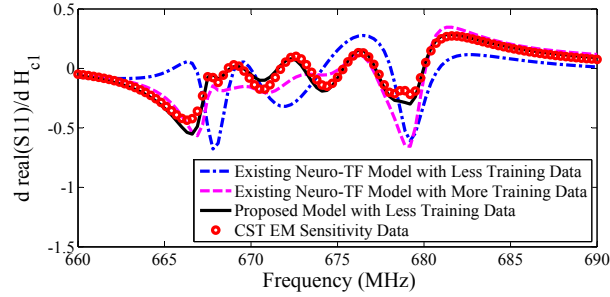 d real(S11)/d H_c1
0.5
0
-0.5
-1
-1.5
Existing Neuro-TF Model with Less Training Data
Existing Neuro-TF Model with More Training Data
Proposed Model with Less Training Data
CST EM Sensitivity Data
660 665 670 675 680 685 690
Frequency (MHz)